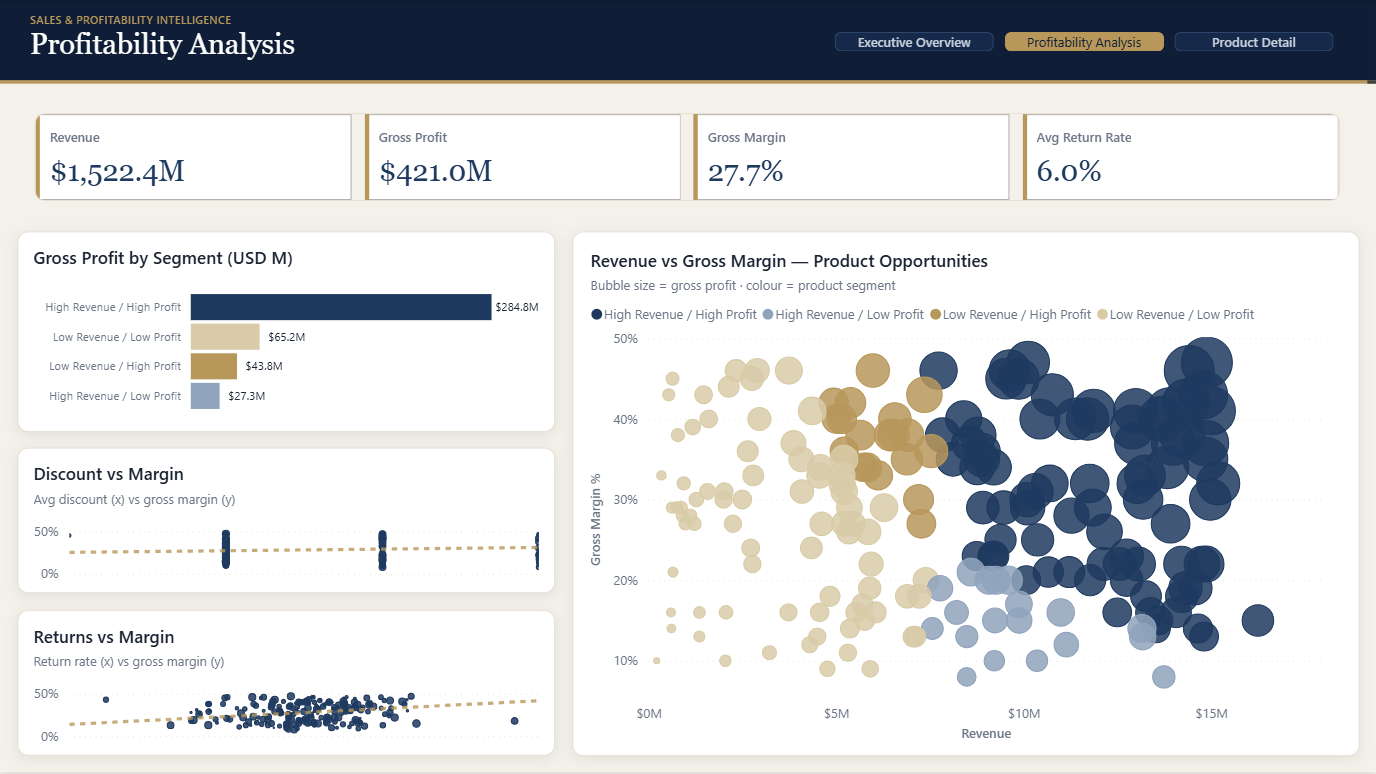 SALES & PROFITABILITY INTELLIGENCE
Profitability Analysis
Executive Overview
Profitability Analysis
Product Detail
Revenue
$1,522.4M
Gross Profit
$421.0M
Gross Margin
27.7%
Avg Return Rate
6.0%
Gross Profit by Segment (USD M)
High Revenue / High Profit $284.8M
Low Revenue / Low Profit $65.2M
Low Revenue / High Profit $43.8M
High Revenue / Low Profit $27.3M
Discount vs Margin
Avg discount (x) vs gross margin (y)
50%
0%
Returns vs Margin
Return rate (x) vs gross margin (y)
50%
0%
Revenue vs Gross Margin — Product Opportunities
Bubble size = gross profit · colour = product segment
High Revenue / High Profit High Revenue / Low Profit Low Revenue / High Profit Low Revenue / Low Profit
50%
40%
30%
20%
10%
Gross Margin %
$0M $5M $10M $15M
Revenue